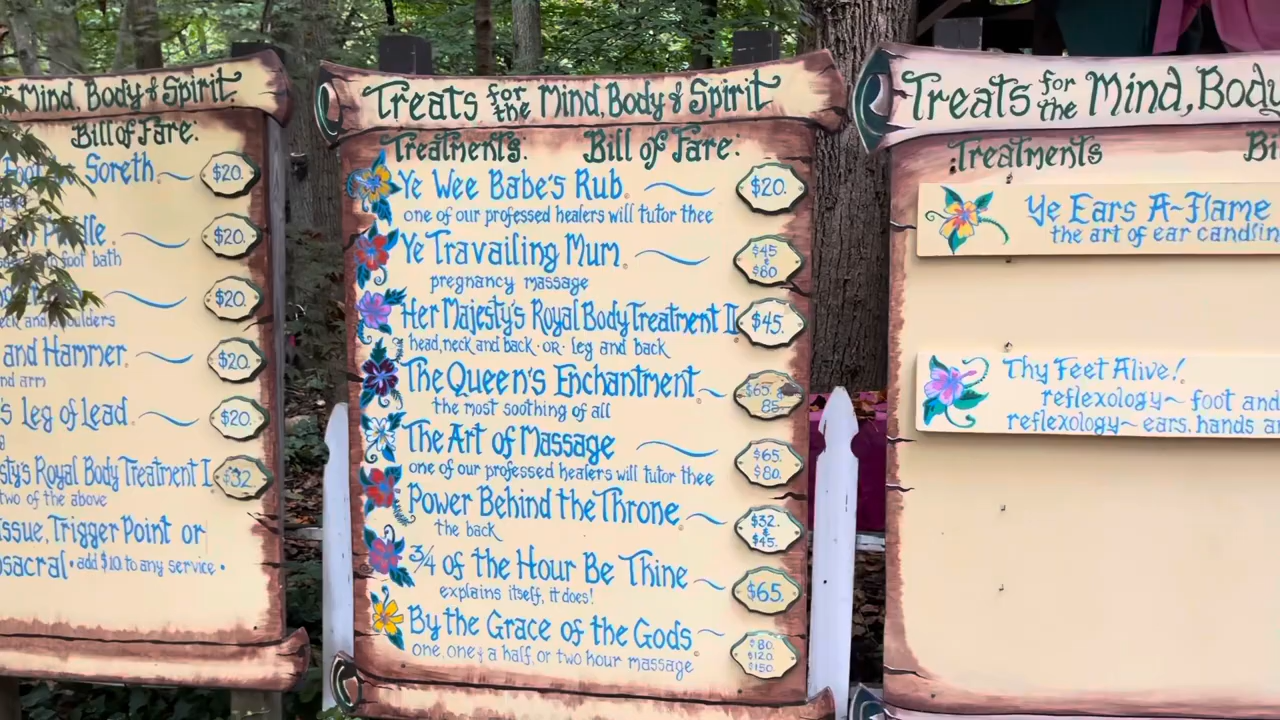 Mind, Body & Spirit
Bill of Fare:
Foot Soreth $20.
$20.
foot bath
$20.
neck and shoulders
and Hammer. $20.
and arm
Leg of Lead. $20.
Royal Body Treatment I $32.
two of the above
Tissue, Trigger Point or
• add $10. to any service •
Treats for the Mind, Body & Spirit
Treatments: Bill of Fare:
Ye Wee Babe's Rub. $20.
one of our professed healers will tutor thee
Ye Travailing Mum. $45 & $60
pregnancy massage
Her Majesty's Royal Body Treatment II $45.
head, neck and back • or • leg and back
The Queen's Enchantment. $65. & 85.
the most soothing of all
The Art of Massage $65. $80.
one of our professed healers will tutor thee
Power Behind the Throne. $32. & $45.
the back
3/4 of the Hour Be Thine $65.
explains itself, it does!
By the Grace of the Gods $80. $120. $150.
one, one & a half, or two hour massage
Treats for the Mind, Body
Treatments
Ye Ears A-Flame
the art of ear
Thy Feet Alive!
reflexology~ foot and
reflexology~ ears, hands